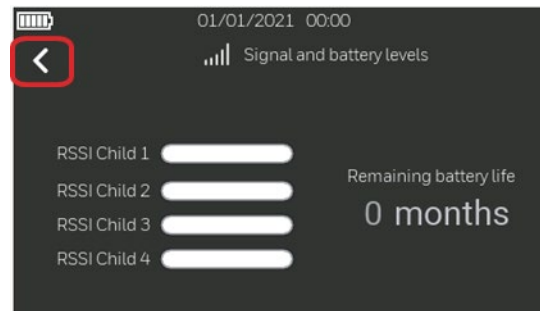 01/01/2021 00:00
Signal and battery levels
RSSI Child 1
RSSI Child 2
RSSI Child 3
RSSI Child 4
Remaining battery life
0 months